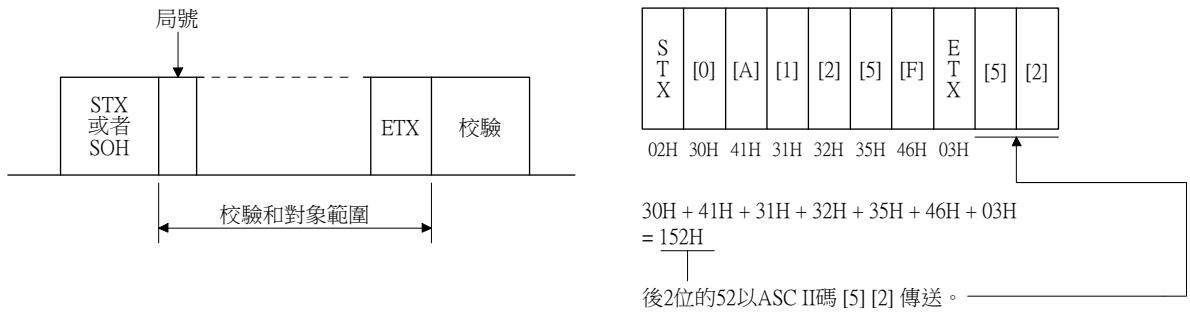 局號
STX
或者
SOH
ETX
校驗
校驗和對象範圍
STX [0] [A] [1] [2] [5] [F] ETX [5] [2]
02H 30H 41H 31H 32H 35H 46H 03H
30H + 41H + 31H + 32H + 35H + 46H + 03H
= 152H
後2位的52以ASC II碼 [5] [2] 傳送。